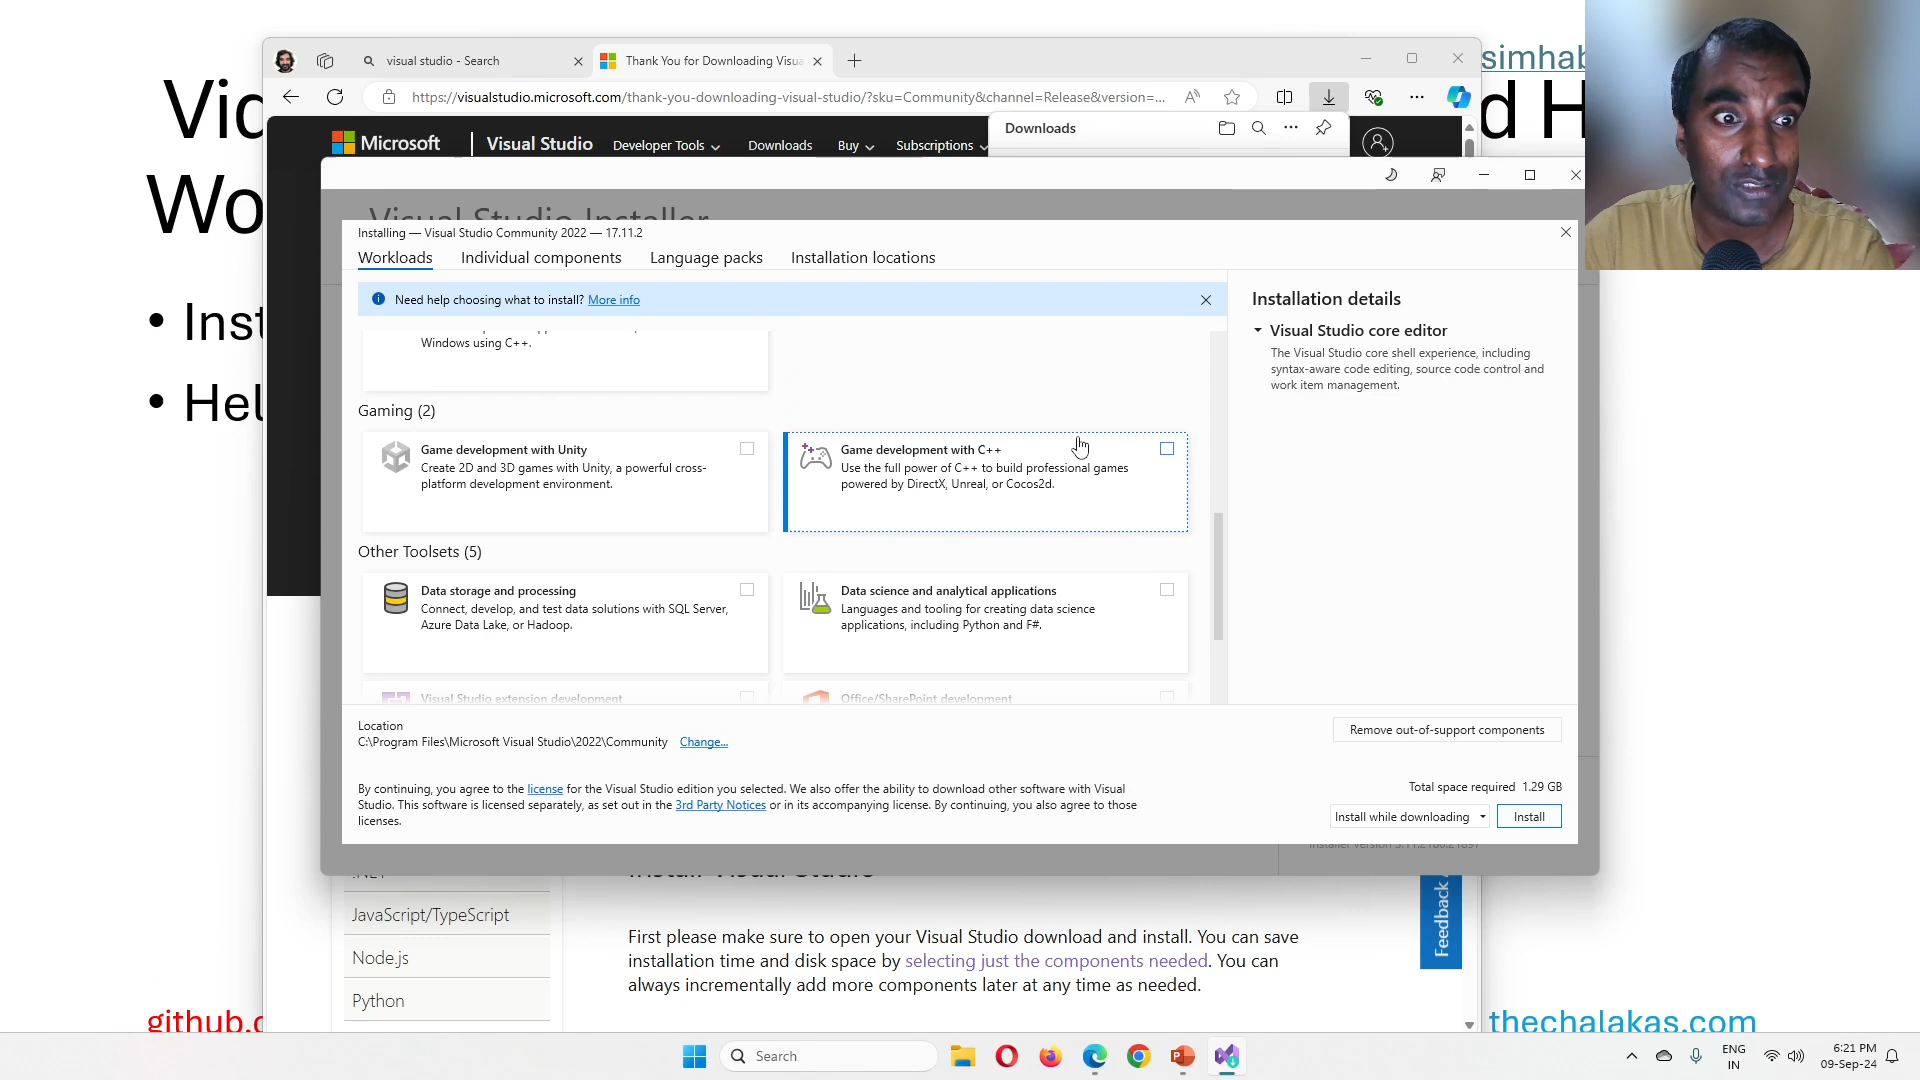 Vid
d H
Wo
• Inst
• Hel
github.c
simhab
thechalakas.com
visual studio - Search
Thank You for Downloading Visua
https://visualstudio.microsoft.com/thank-you-downloading-visual-studio/?sku=Community&channel=Release&version=...
Microsoft
Visual Studio
Developer Tools
Downloads
Buy
Subscriptions
Downloads
Visual Studio Installer
Installing — Visual Studio Community 2022 — 17.11.2
Workloads
Individual components
Language packs
Installation locations
Need help choosing what to install? More info
Windows using C++.
Gaming (2)
Game development with Unity
Create 2D and 3D games with Unity, a powerful cross-
platform development environment.
Game development with C++
Use the full power of C++ to build professional games
powered by DirectX, Unreal, or Cocos2d.
Other Toolsets (5)
Data storage and processing
Connect, develop, and test data solutions with SQL Server,
Azure Data Lake, or Hadoop.
Data science and analytical applications
Languages and tooling for creating data science
applications, including Python and F#.
Visual Studio extension development
Office/SharePoint development
Installation details
Visual Studio core editor
The Visual Studio core shell experience, including
syntax-aware code editing, source code control and
work item management.
Location
C:\Program Files\Microsoft Visual Studio\2022\Community Change...
By continuing, you agree to the license for the Visual Studio edition you selected. We also offer the ability to download other software with Visual
Studio. This software is licensed separately, as set out in the 3rd Party Notices or in its accompanying license. By continuing, you also agree to those
licenses.
Remove out-of-support components
Total space required 1.29 GB
Install while downloading
Install
.NET
JavaScript/TypeScript
Node.js
Python
Install Visual Studio
First please make sure to open your Visual Studio download and install. You can save
installation time and disk space by selecting just the components needed. You can
always incrementally add more components later at any time as needed.
Feedback
Search
ENG
IN
6:21 PM
09-Sep-24